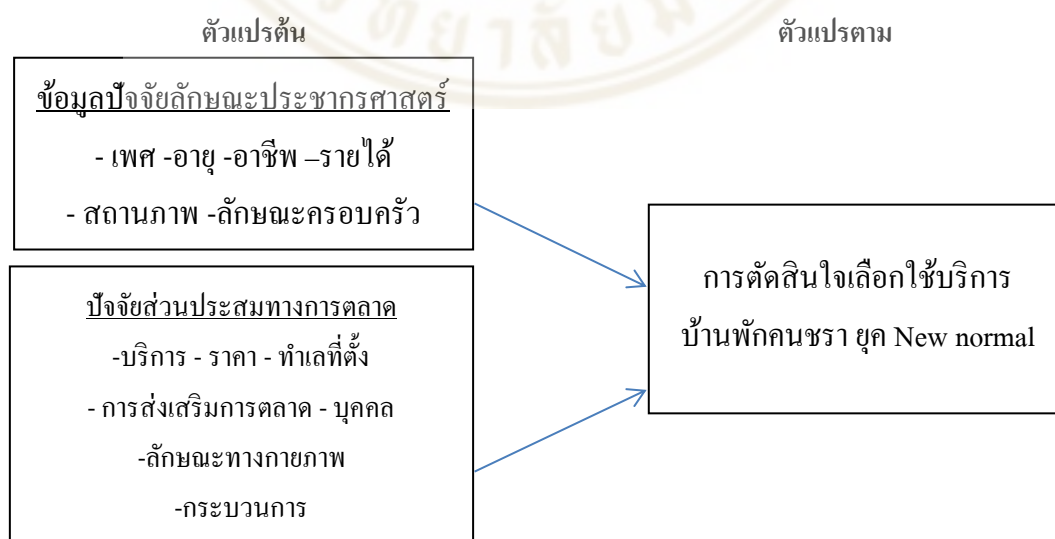 ตัวแปรต้น
ตัวแปรตาม
ข้อมูลปัจจัยลักษณะประชากรศาสตร์
- เพศ -อายุ -อาชีพ –รายได้
- สถานภาพ -ลักษณะครอบครัว
ปัจจัยส่วนประสมทางการตลาด
-บริการ - ราคา - ทำเลที่ตั้ง
- การส่งเสริมการตลาด - บุคคล
-ลักษณะทางกายภาพ
-กระบวนการ
การตัดสินใจเลือกใช้บริการ
บ้านพักคนชรา ยุค New normal